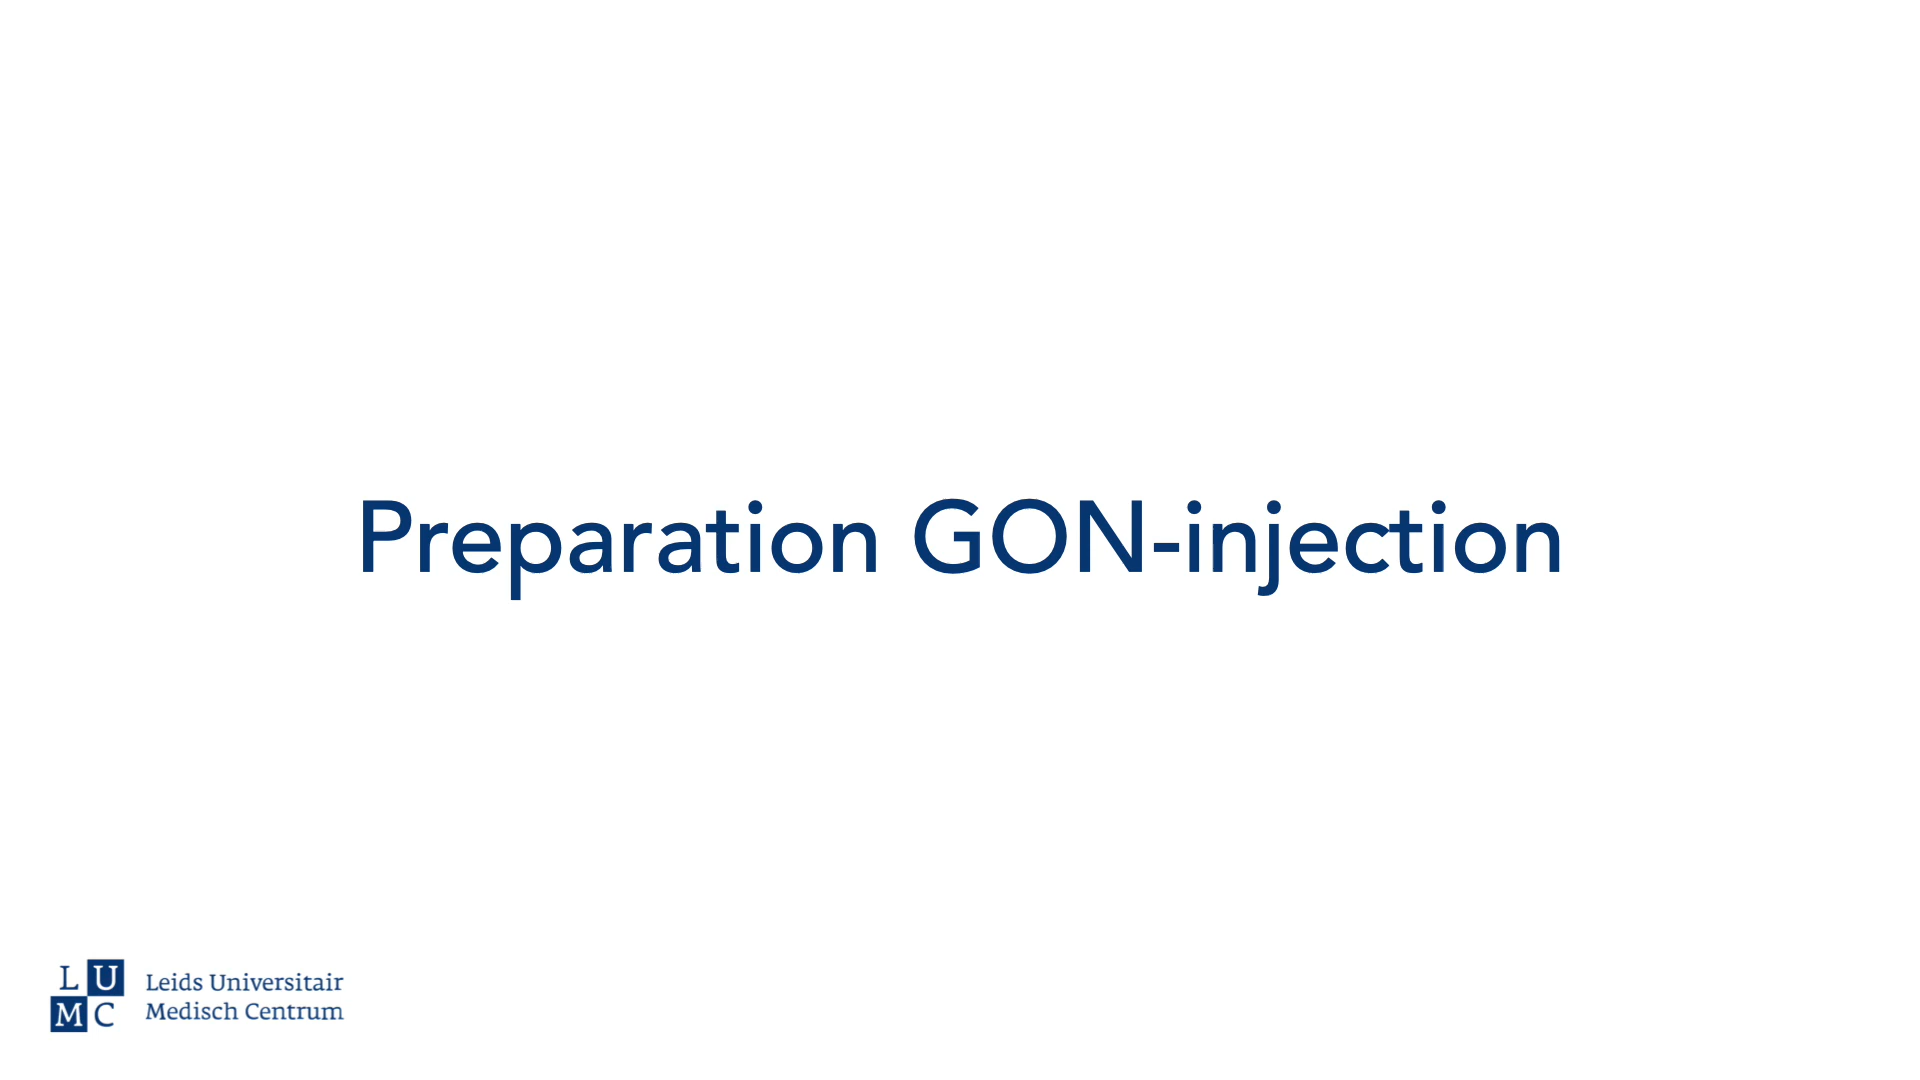 Preparation GON-injection
L U
M C
Leids Universitair
Medisch Centrum